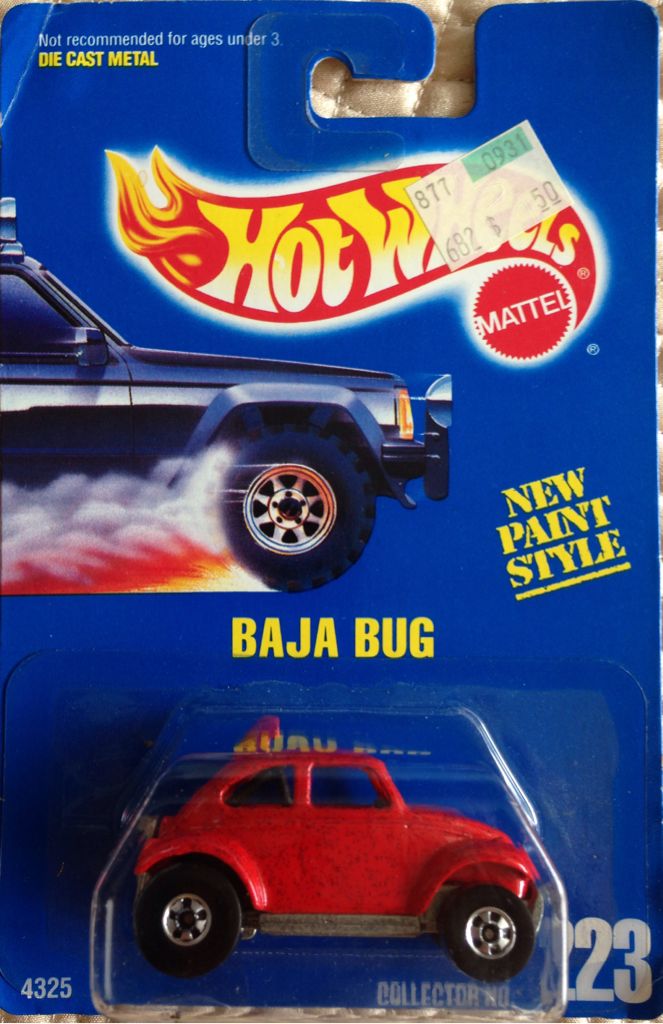 Not recommended for ages under 3.
DIE CAST METAL
0931
877
682 $ .50
Hot Wheels ®
MATTEL
®
NEW
PAINT
STYLE
BAJA BUG
4325
COLLECTOR NO.
223